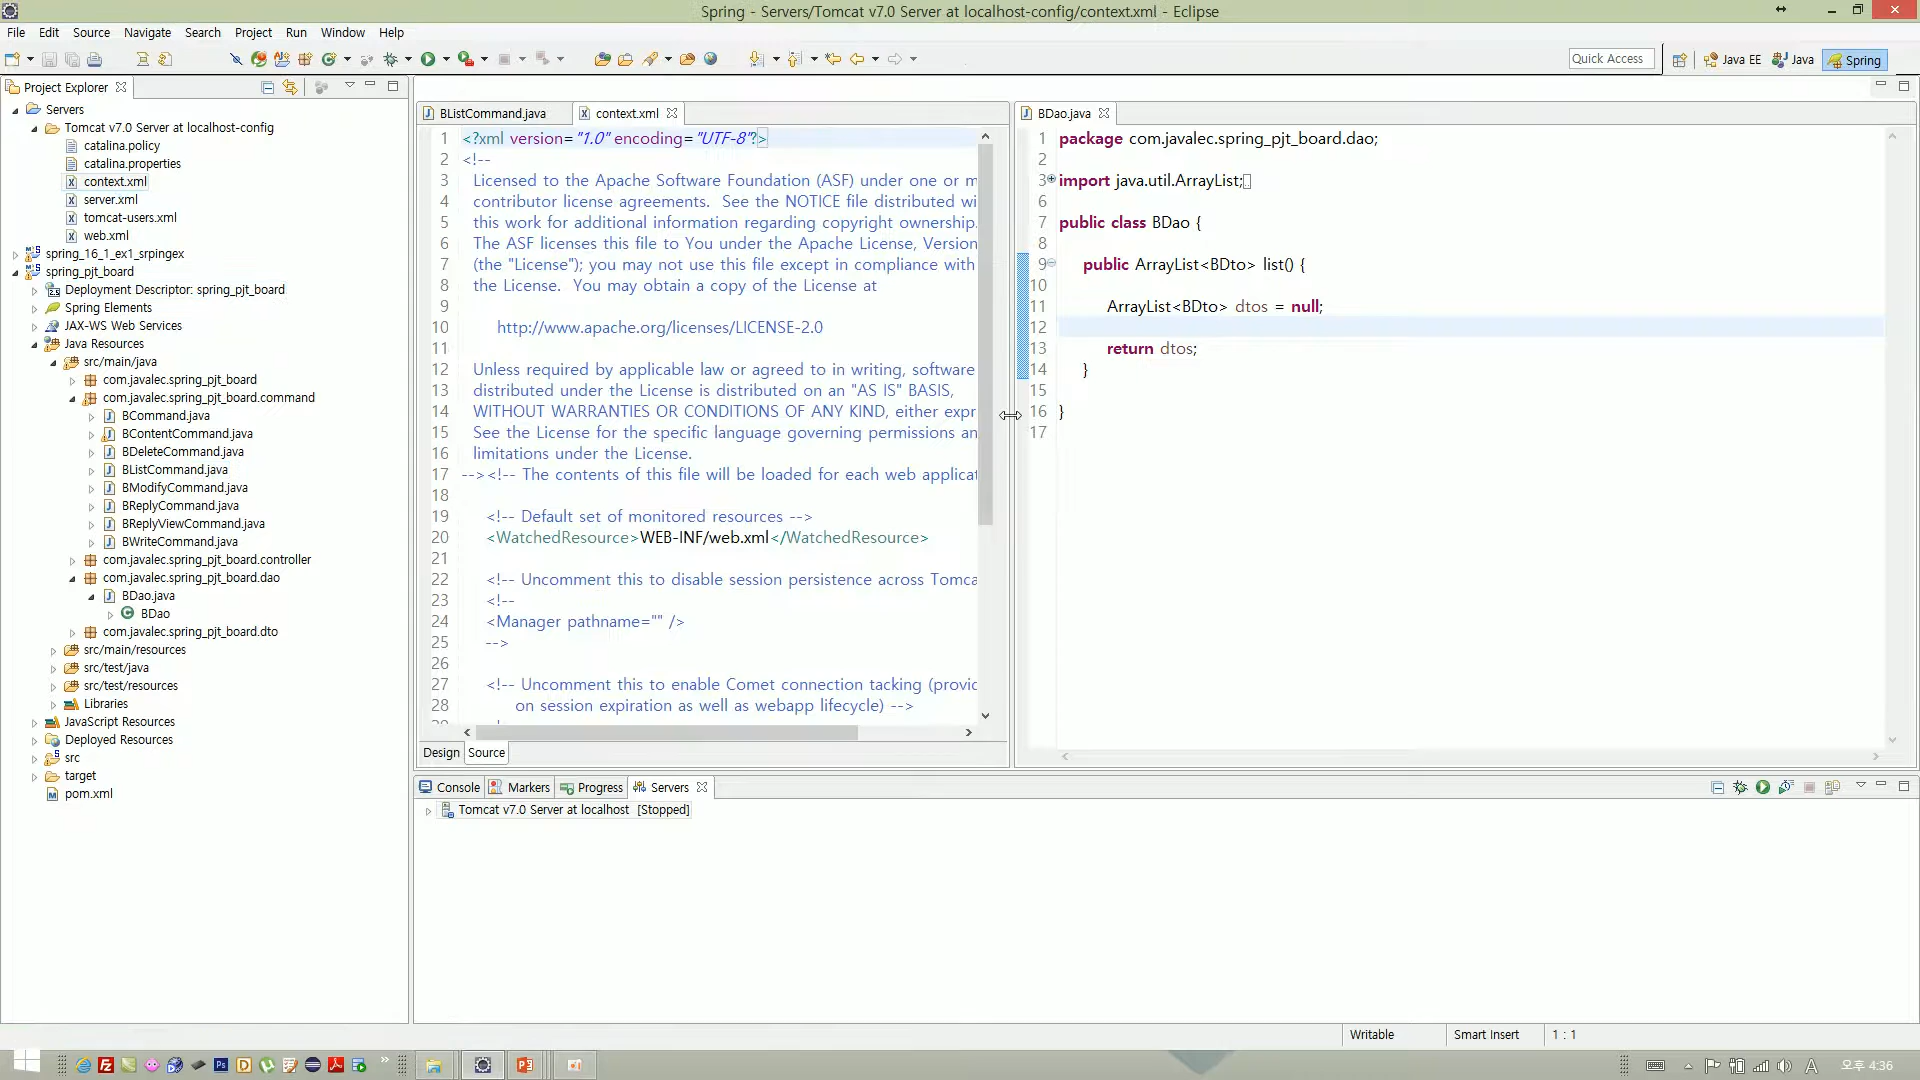 Spring - Servers/Tomcat v7.0 Server at localhost-config/context.xml - Eclipse
File Edit Source Navigate Search Project Run Window Help
Quick Access
Java EE
Java
Spring
Project Explorer
Servers
Tomcat v7.0 Server at localhost-config
catalina.policy
catalina.properties
context.xml
server.xml
tomcat-users.xml
web.xml
spring_16_1_ex1_srpingex
spring_pjt_board
Deployment Descriptor: spring_pjt_board
Spring Elements
JAX-WS Web Services
Java Resources
src/main/java
com.javalec.spring_pjt_board
com.javalec.spring_pjt_board.command
BCommand.java
BContentCommand.java
BDeleteCommand.java
BListCommand.java
BModifyCommand.java
BReplyCommand.java
BReplyViewCommand.java
BWriteCommand.java
com.javalec.spring_pjt_board.controller
com.javalec.spring_pjt_board.dao
BDao.java
BDao
com.javalec.spring_pjt_board.dto
src/main/resources
src/test/java
src/test/resources
Libraries
JavaScript Resources
Deployed Resources
src
target
pom.xml
BListCommand.java
context.xml
1 <?xml version="1.0" encoding="UTF-8"?>
2 <!--
3 Licensed to the Apache Software Foundation (ASF) under one or m
4 contributor license agreements.  See the NOTICE file distributed wi
5 this work for additional information regarding copyright ownership.
6 The ASF licenses this file to You under the Apache License, Version
7 (the "License"); you may not use this file except in compliance with
8 the License.  You may obtain a copy of the License at
9
10 http://www.apache.org/licenses/LICENSE-2.0
11
12 Unless required by applicable law or agreed to in writing, software
13 distributed under the License is distributed on an "AS IS" BASIS,
14 WITHOUT WARRANTIES OR CONDITIONS OF ANY KIND, either expr
15 See the License for the specific language governing permissions an
16 limitations under the License.
17 --><!-- The contents of this file will be loaded for each web applicat
18
19 <!-- Default set of monitored resources -->
20 <WatchedResource>WEB-INF/web.xml</WatchedResource>
21
22 <!-- Uncomment this to disable session persistence across Tomca
23 <!--
24 <Manager pathname="" />
25 -->
26
27 <!-- Uncomment this to enable Comet connection tacking (provid
28 on session expiration as well as webapp lifecycle) -->
Design Source
BDao.java
1 package com.javalec.spring_pjt_board.dao;
2
3 import java.util.ArrayList;
6
7 public class BDao {
8
9 public ArrayList<BDto> list() {
10
11 ArrayList<BDto> dtos = null;
12
13 return dtos;
14 }
15
16 }
17
Console Markers Progress Servers
Tomcat v7.0 Server at localhost [Stopped]
Writable
Smart Insert
1 : 1
A
오후 4:36